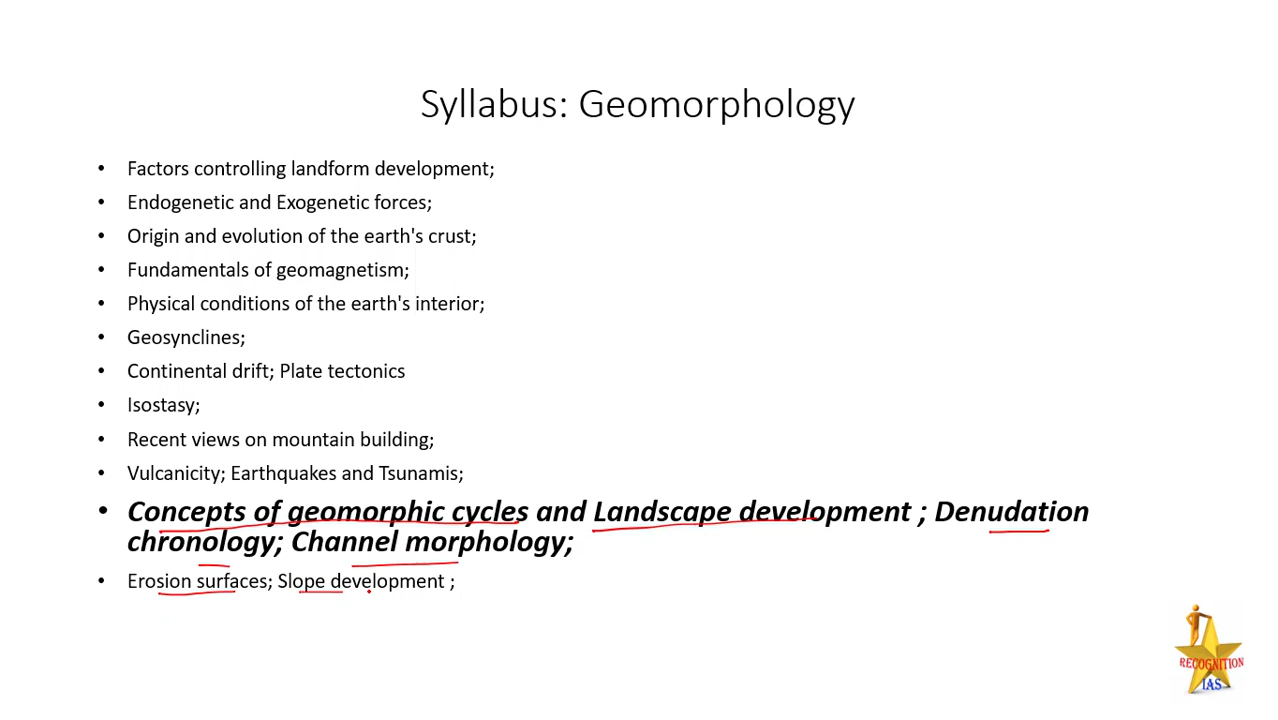 Syllabus: Geomorphology
• Factors controlling landform development;
• Endogenetic and Exogenetic forces;
• Origin and evolution of the earth's crust;
• Fundamentals of geomagnetism;
• Physical conditions of the earth's interior;
• Geosynclines;
• Continental drift; Plate tectonics
• Isostasy;
• Recent views on mountain building;
• Vulcanicity; Earthquakes and Tsunamis;
• Concepts of geomorphic cycles and Landscape development ; Denudation
chronology; Channel morphology;
• Erosion surfaces; Slope development ;
RECOGNITION
IAS